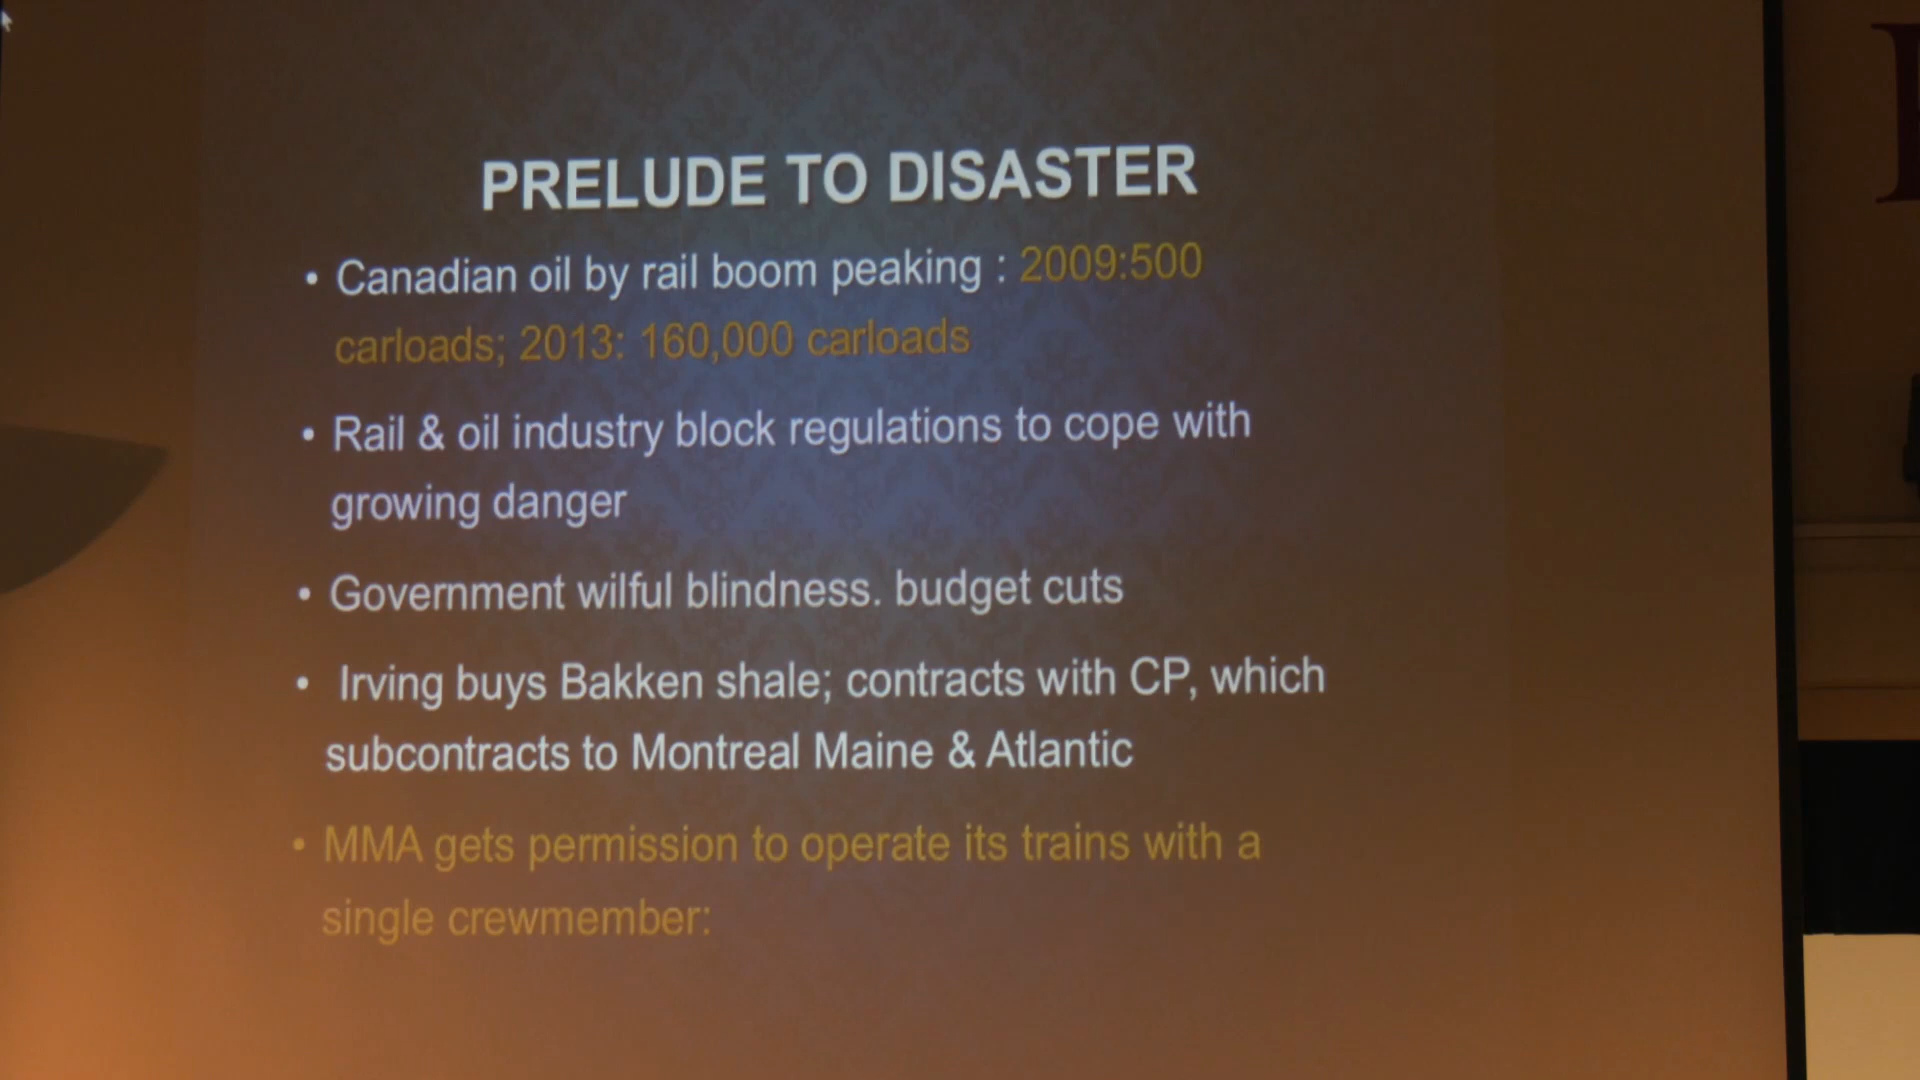 PRELUDE TO DISASTER
• Canadian oil by rail boom peaking : 2009:500
carloads; 2013: 160,000 carloads
• Rail & oil industry block regulations to cope with
growing danger
• Government wilful blindness. budget cuts
• Irving buys Bakken shale; contracts with CP, which
subcontracts to Montreal Maine & Atlantic
• MMA gets permission to operate its trains with a
single crewmember: